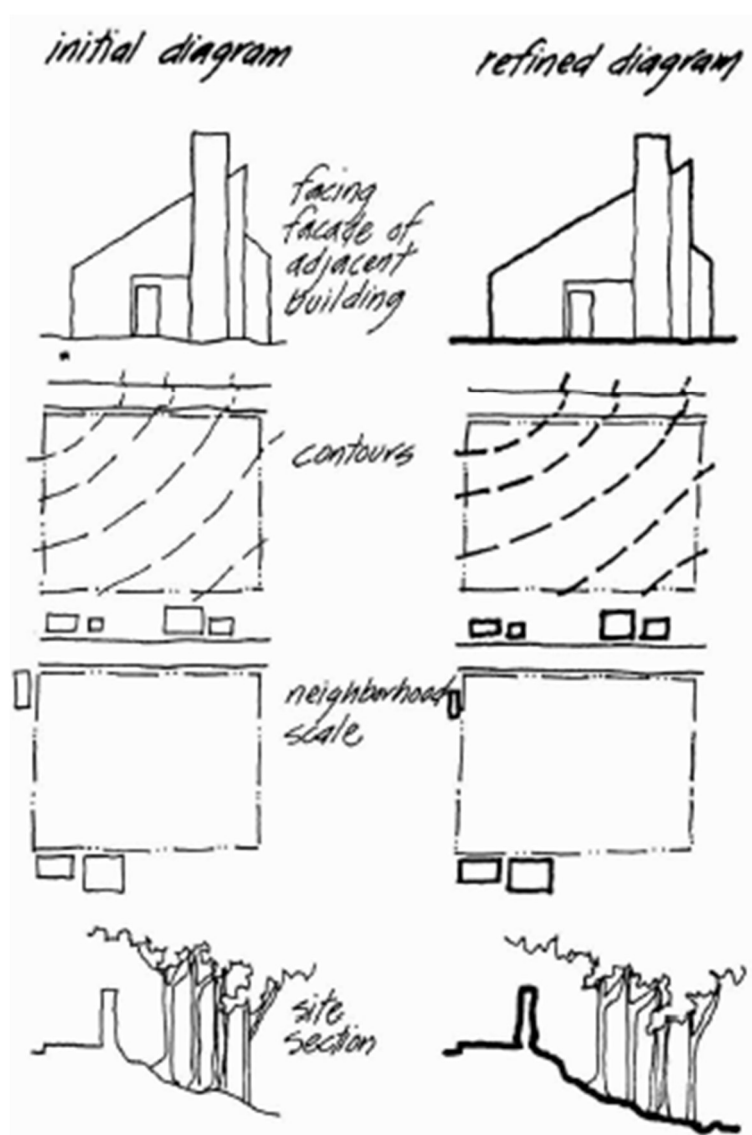 initial diagram
refined diagram
facing
facade of
adjacent
building
contours
neighborhood
scale
site
section